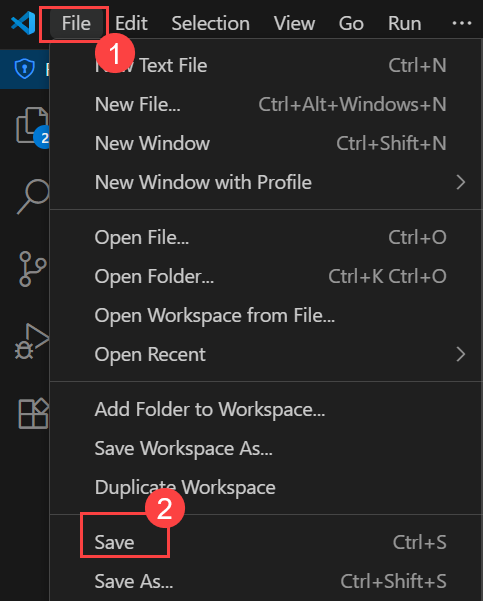 File Edit Selection View Go Run ···
1
New Text File Ctrl+N
New File... Ctrl+Alt+Windows+N
2
New Window Ctrl+Shift+N
New Window with Profile
Open File... Ctrl+O
Open Folder... Ctrl+K Ctrl+O
Open Workspace from File...
Open Recent
Add Folder to Workspace...
Save Workspace As...
Duplicate Workspace
2
Save Ctrl+S
Save As... Ctrl+Shift+S